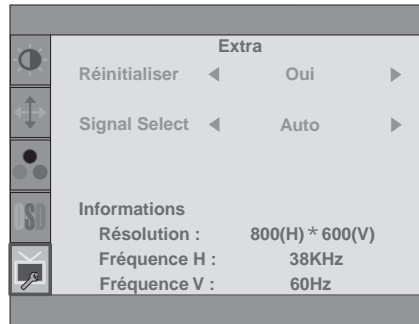 Extra
Réinitialiser Oui
Signal Select Auto
OSD
Informations
Résolution : 800(H)*600(V)
Fréquence H : 38KHz
Fréquence V : 60Hz